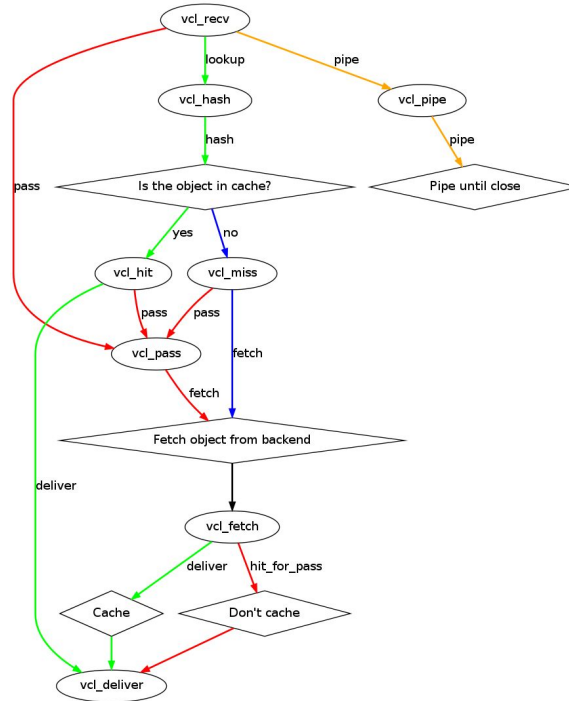 vcl_recv
lookup
pipe
vcl_hash
vcl_pipe
hash
pipe
pass
Is the object in cache?
Pipe until close
yes
no
vcl_hit
vcl_miss
pass
pass
vcl_pass
fetch
fetch
Fetch object from backend
deliver
vcl_fetch
deliver
hit_for_pass
Cache
Don't cache
vcl_deliver